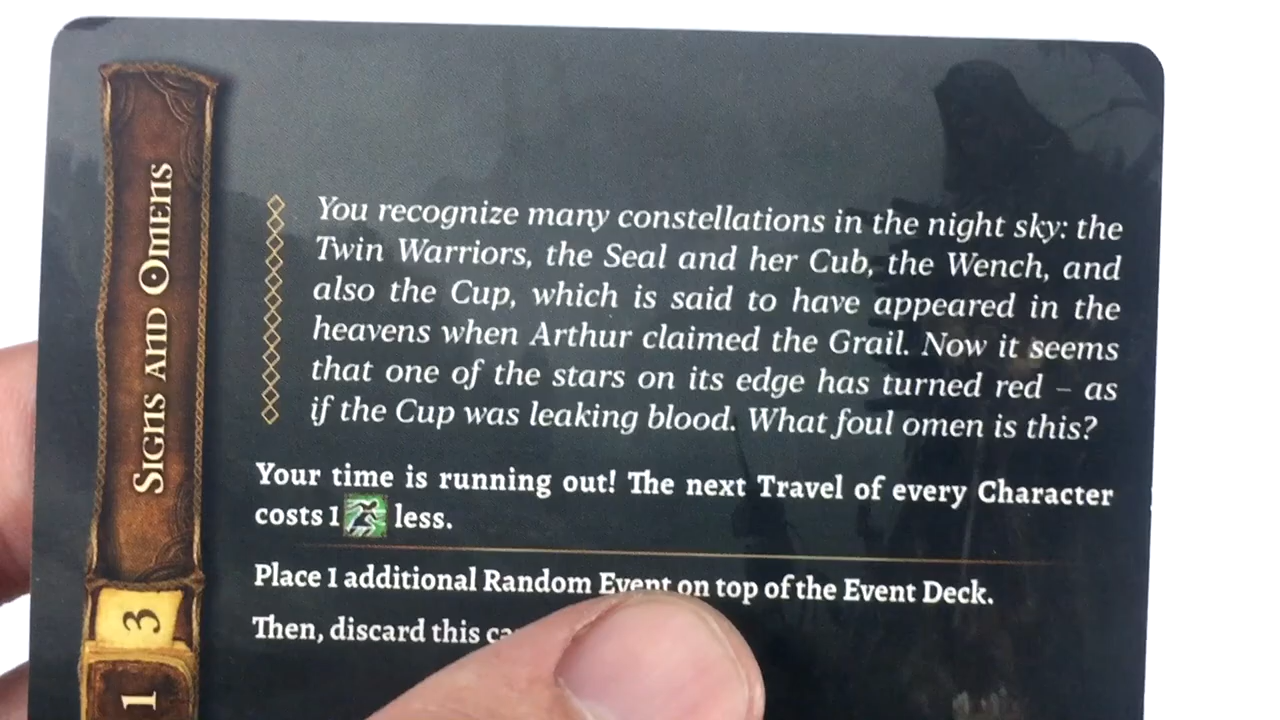 Signs and Omens
3
1
You recognize many constellations in the night sky: the
Twin Warriors, the Seal and her Cub, the Wench, and
also the Cup, which is said to have appeared in the
heavens when Arthur claimed the Grail. Now it seems
that one of the stars on its edge has turned red – as
if the Cup was leaking blood. What foul omen is this?
Your time is running out! The next Travel of every Character
costs 1 less.
Place 1 additional Random Event on top of the Event Deck.
Then, discard this